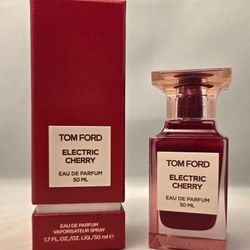 TOM FORD
ELECTRIC
CHERRY
EAU DE PARFUM
50 ML
EAU DE PARFUM
VAPORISATEUR SPRAY
1.7 FL.OZ./OZ.LIQ./50 ml e
TOM FORD
ELECTRIC
CHERRY
EAU DE PARFUM
50 ML